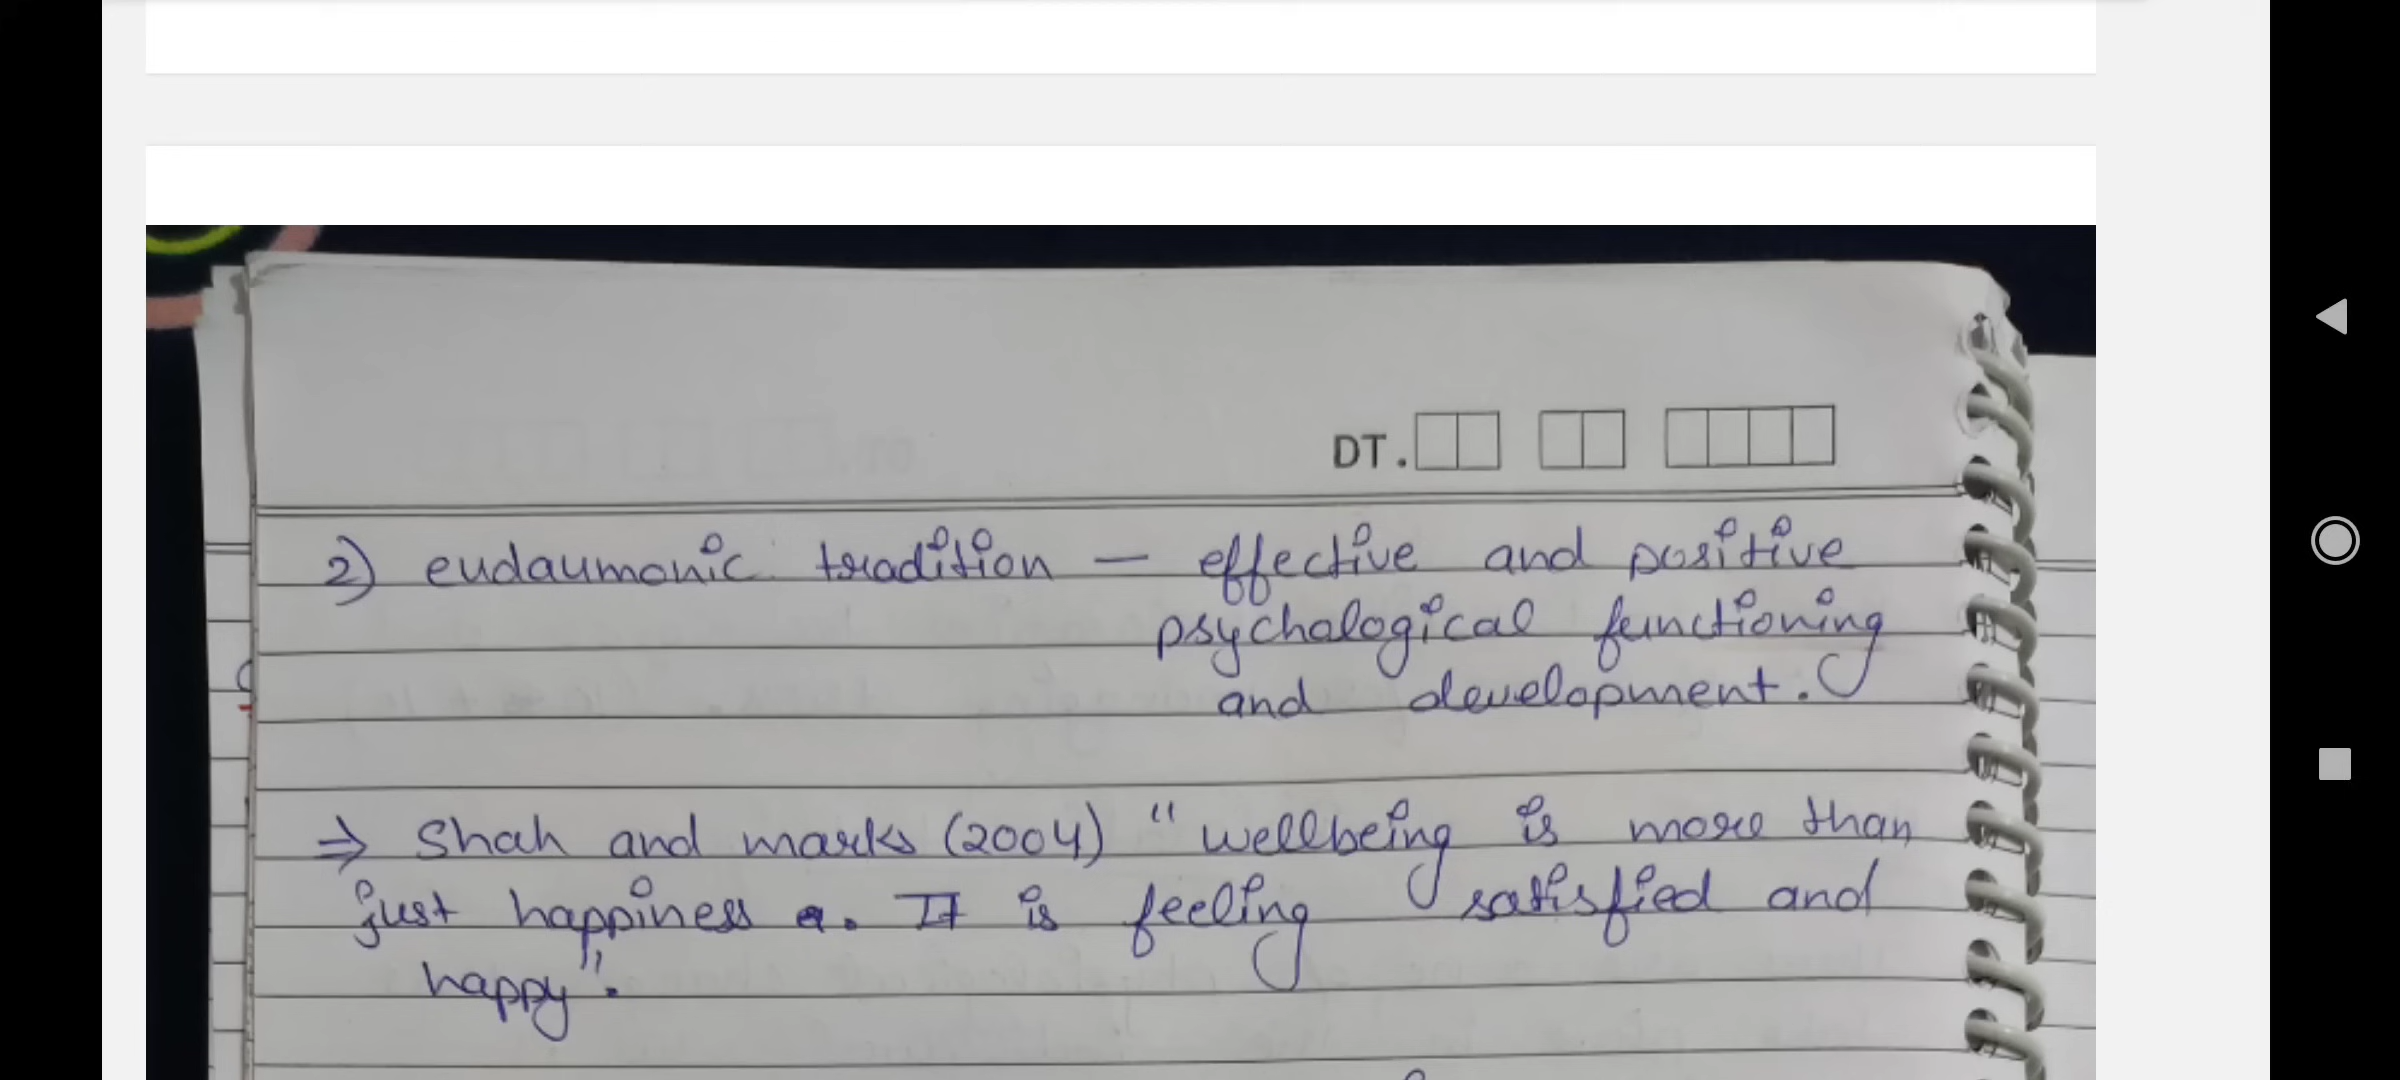 DT.
2) eudaumonic tradition — effective and positive
psychological functioning
and development.
⇒ Shah and marks (2004) "wellbeing is more than
just happiness . It is feeling satisfied and
happy".